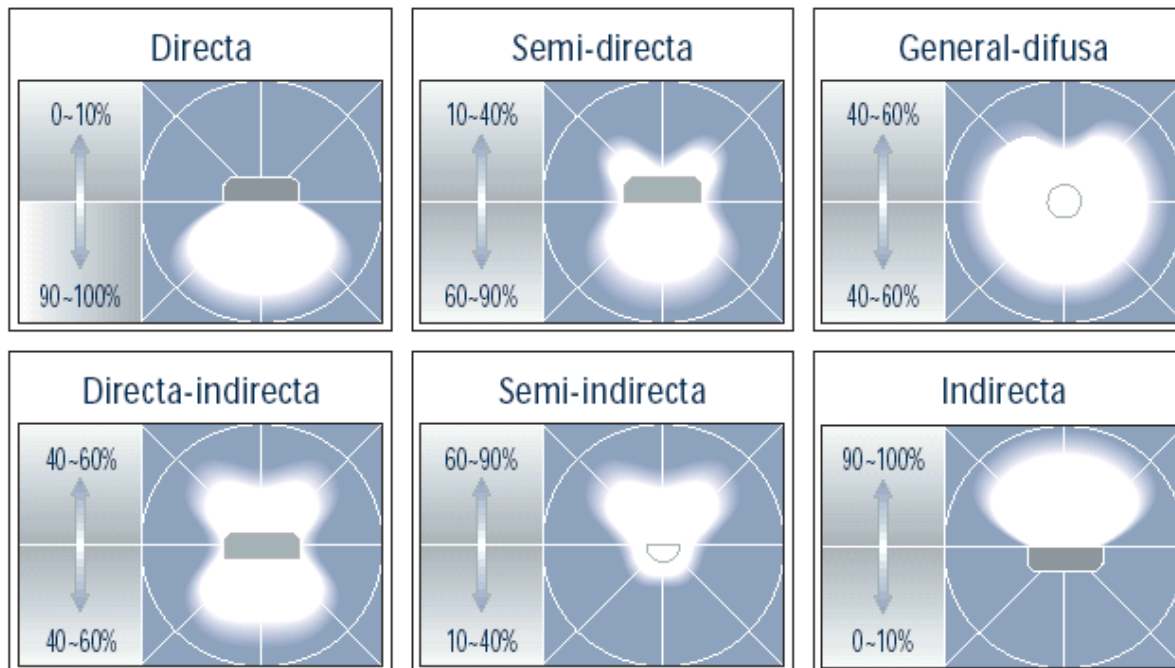 Directa
0~10%
90~100%
Semi-directa
10~40%
60~90%
General-difusa
40~60%
40~60%
Directa-indirecta
40~60%
40~60%
Semi-indirecta
60~90%
10~40%
Indirecta
90~100%
0~10%